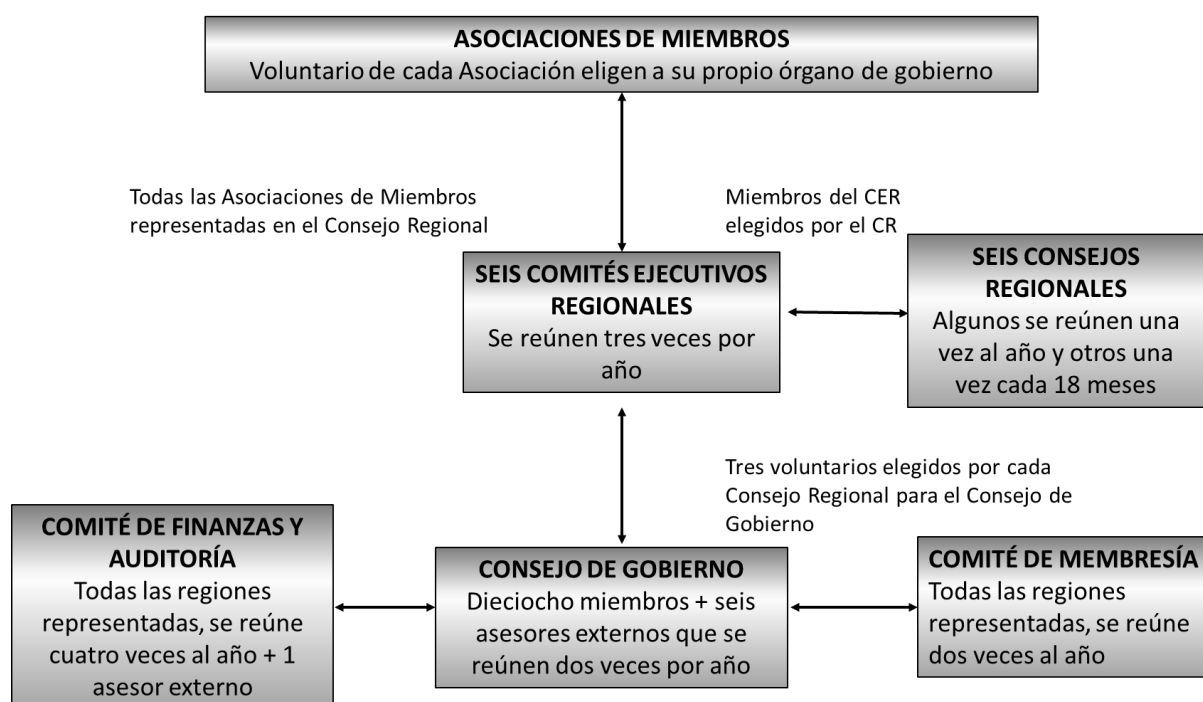 ASOCIACIONES DE MIEMBROS
Voluntario de cada Asociación eligen a su propio órgano de gobierno
Todas las Asociaciones de Miembros
representadas en el Consejo Regional
Miembros del CER
elegidos por el CR
SEIS COMITÉS EJECUTIVOS
REGIONALES
Se reúnen tres veces por
año
SEIS CONSEJOS
REGIONALES
Algunos se reúnen una
vez al año y otros una
vez cada 18 meses
Tres voluntarios elegidos por cada
Consejo Regional para el Consejo de
Gobierno
COMITÉ DE FINANZAS Y
AUDITORÍA
Todas las regiones
representadas, se reúne
cuatro veces al año + 1
asesor externo
CONSEJO DE GOBIERNO
Dieciocho miembros + seis
asesores externos que se
reúnen dos veces por año
COMITÉ DE MEMBRESÍA
Todas las regiones
representadas, se reúne
dos veces al año